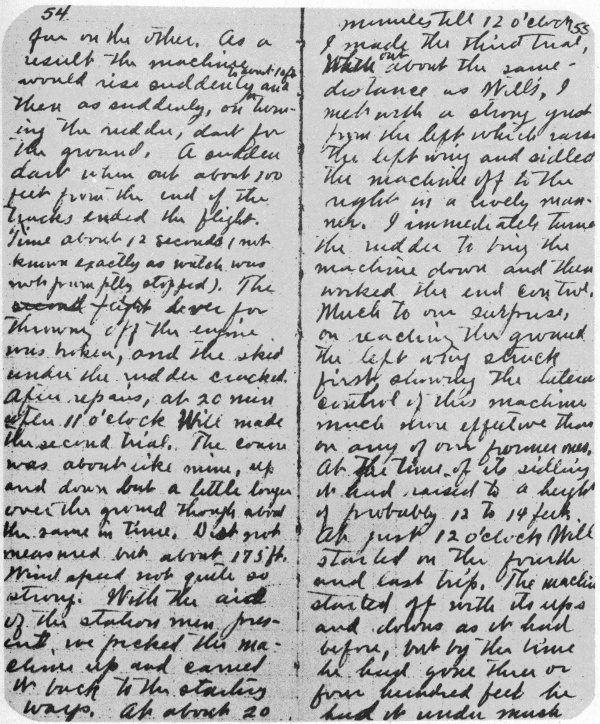 54
far on the other. As a
result the machine
would rise suddenly to about 10 ft. and
then as suddenly, on turn-
ing the rudder, dart for
the ground. A sudden
dart when out about 100
feet from the end of the
tracks ended the flight.
Time about 12 seconds (not
known exactly as watch was
not promptly stopped). The
flight lever for
throwing off the engine
was broken, and the skid
under the rudder cracked.
After repairs, at 20 min
after 11 o'clock Will made
the second trial. The course
was about like mine, up
and down but a little longer
over the ground though about
the same in time. Dist not
measured but about 175 ft.
Wind speed not quite so
strong. With the aid
of the station men pres-
ent, we picked the ma-
chine up and carried
it back to the starting
ways. At about 20
55
minutes till 12 o'clock
I made the third trial.
When out about the same
distance as Will's, I
met with a strong gust
from the left which raised
the left wing and sidled
the machine off to the
right in a lively man-
ner. I immediately turned
the rudder to bring the
machine down and then
worked the end control.
Much to our surprise,
on reaching the ground
the left wing struck
first, showing the lateral
control of this machine
much more effective than
on any of our former ones.
At the time of its sidling
it had raised to a height
of probably 12 to 14 feet.
At just 12 o'clock Will
started on the fourth
and last trip. The machine
started off with its ups
and downs as it had
before, but by the time
he had gone three or
four hundred feet he
had it under much